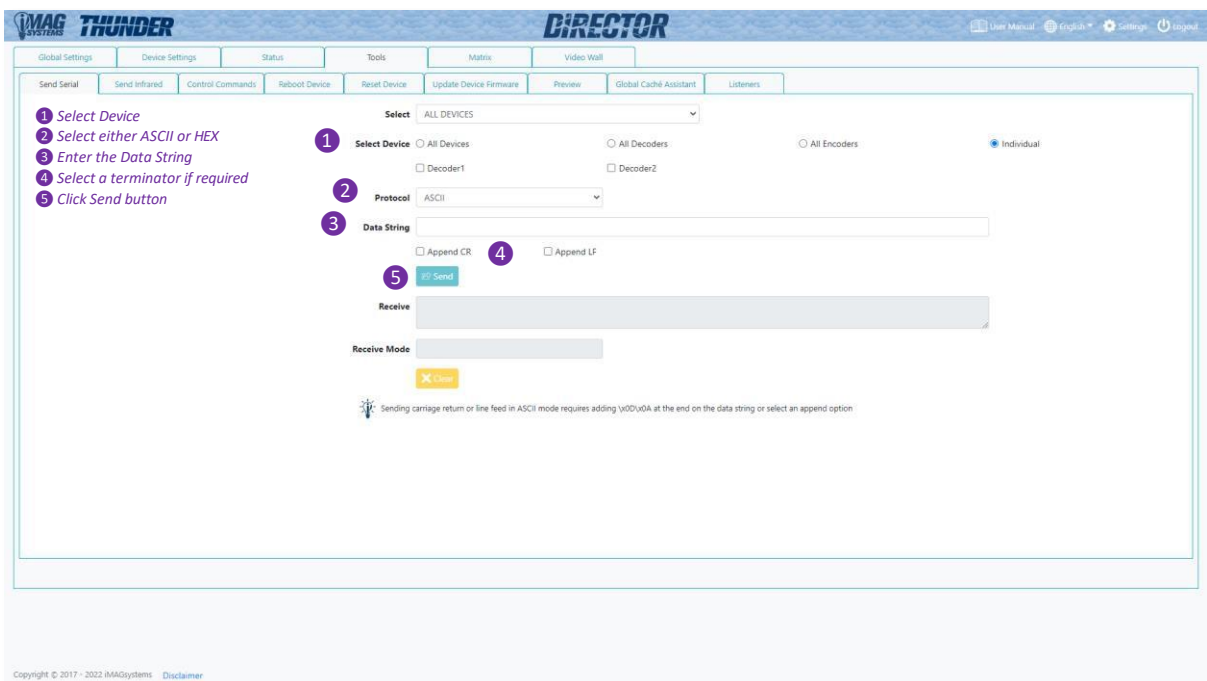 iMAG SYSTEMS THUNDER DiRECTOR User Manual English Settings Logout
Global Settings Device Settings Status Tools Matrix Video Wall
Send Serial Send Infrared Control Commands Reboot Device Reset Device Update Device Firmware Preview Global Caché Assistant Listeners
1 Select Device
2 Select either ASCII or HEX
3 Enter the Data String
4 Select a terminator if required
5 Click Send button
Select ALL DEVICES
1 Select Device All Devices All Decoders All Encoders Individual
Decoder1 Decoder2
2 Protocol ASCII
3 Data String
Append CR 4 Append LF
5 Send
Receive
Receive Mode
Clear
Sending carriage return or line feed in ASCII mode requires adding \x0D\x0A at the end on the data string or select an append option
Copyright © 2017 - 2022 iMAGsystems Disclaimer